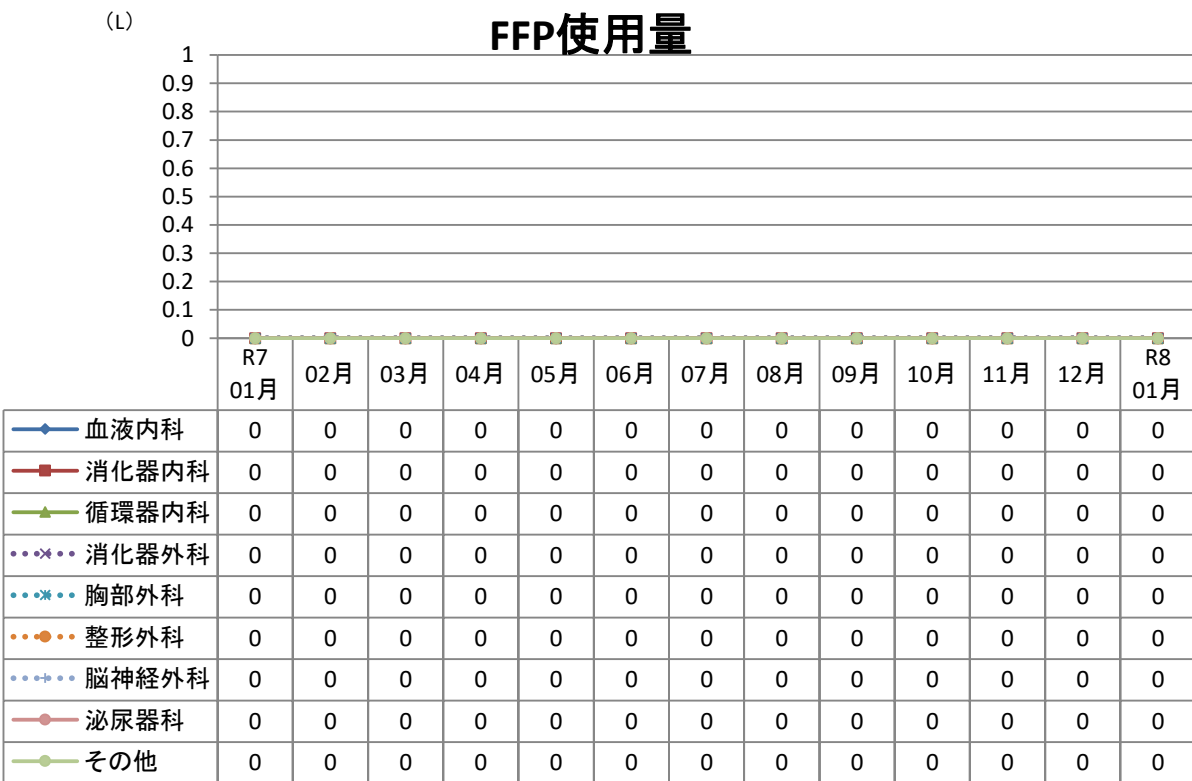 (L)
FFP使用量
1
0.9
0.8
0.7
0.6
0.5
0.4
0.3
0.2
0.1
0
R7 02月 03月 04月 05月 06月 07月 08月 09月 10月 11月 12月 R8
01月 01月
血液内科 0 0 0 0 0 0 0 0 0 0 0 0 0
消化器内科 0 0 0 0 0 0 0 0 0 0 0 0 0
循環器内科 0 0 0 0 0 0 0 0 0 0 0 0 0
消化器外科 0 0 0 0 0 0 0 0 0 0 0 0 0
胸部外科 0 0 0 0 0 0 0 0 0 0 0 0 0
整形外科 0 0 0 0 0 0 0 0 0 0 0 0 0
脳神経外科 0 0 0 0 0 0 0 0 0 0 0 0 0
泌尿器科 0 0 0 0 0 0 0 0 0 0 0 0 0
その他 0 0 0 0 0 0 0 0 0 0 0 0 0